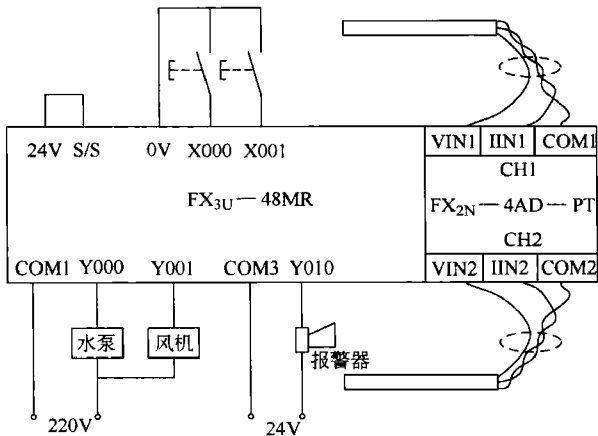 24V S/S 0V X000 X001
VIN1 IIN1 COM1
CH1
FX3U—48MR
FX2N—4AD—PT
CH2
COM1 Y000 Y001 COM3 Y010
VIN2 IIN2 COM2
水泵
风机
报警器
220V
24V